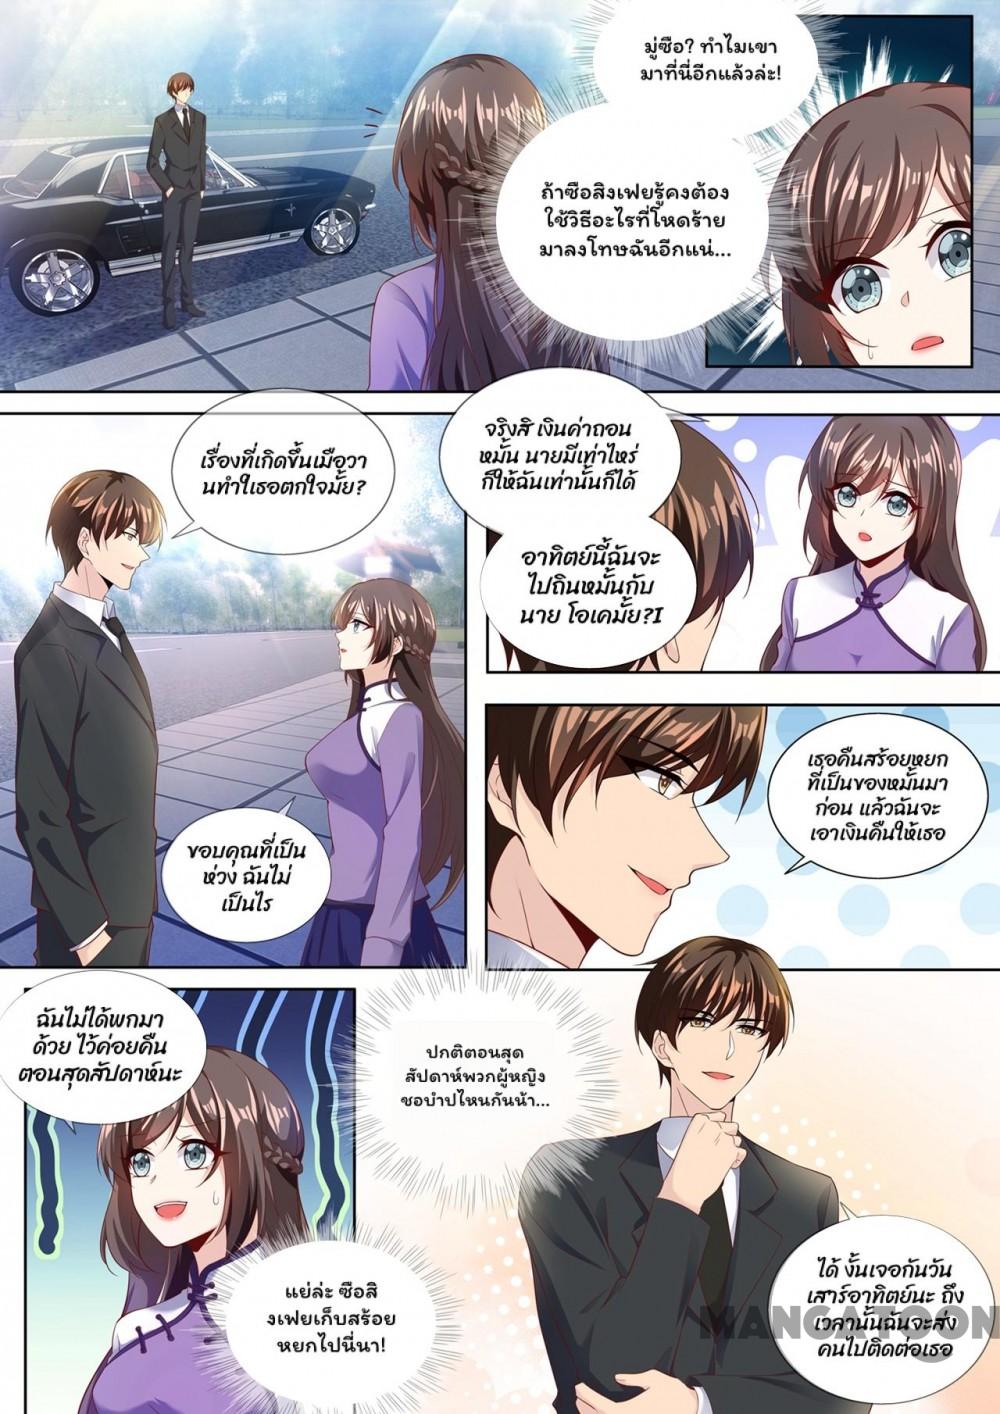 มู่ซือ? ทำไมเขา
มาที่นี่อีกแล้วล่ะ!
ถ้าซือสิงเฟยรู้คงต้อง
ใช้วิธีอะไรที่โหดร้าย
มาลงโทษฉันอีกแน่...
เรื่องที่เกิดขึ้นเมื่อวา
นทำใเธอตกใจมั้ย?
ขอบคุณที่เป็น
ห่วง ฉันไม่
เป็นไร
จริงสิ เงินค่าถอน
หมั้น นายมีเท่าไหร่
ก็ให้ฉันเท่านั้นก็ได้
อาทิตย์นี้ฉันจะ
ไปถินหมั้นกับ
นาย โอเคมั้ย?I
เธอคืนสร้อยหยก
ที่เป็นของหมั้นมา
ก่อน แล้วฉันจะ
เอาเงินคืนให้เธอ
ฉันไม่ได้พกมา
ด้วย ไว้ค่อยคืน
ตอนสุดสัปดาห์นะ
แย่ล่ะ ซือสิ
งเฟยเก็บสร้อย
หยกไปนี่นา!
ปกติตอนสุด
สัปดาห์พวกผู้หญิง
ชอบำปไหนกันน้า...
ได้ งั้นเจอกันวัน
เสาร์อาทิตย์นะ ถึง
เวลานั้นฉันจะส่ง
คนไปติดต่อเธอ
MANGATOON